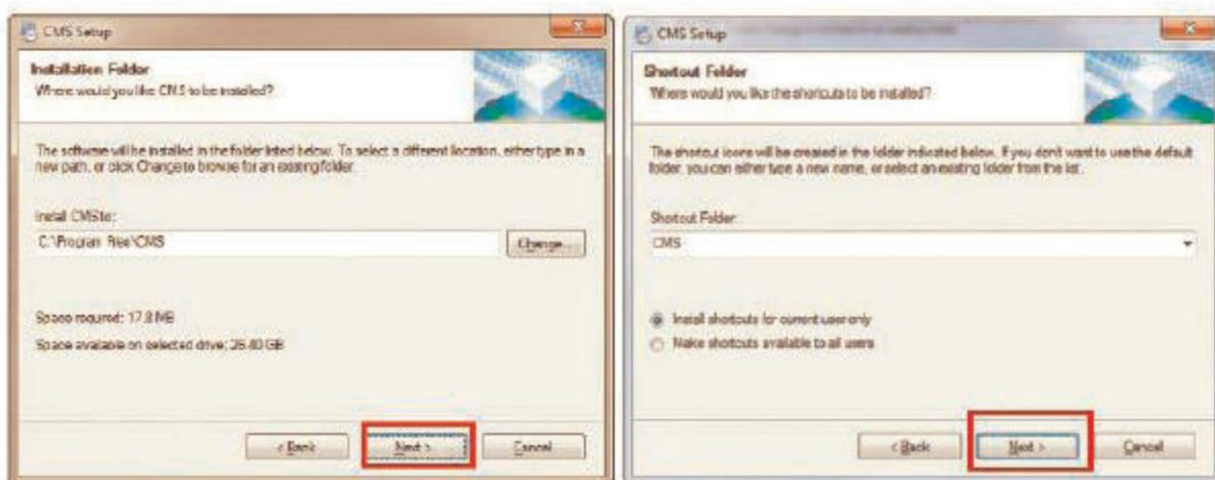 CMS Setup
Installation Folder
Where would you like CMS to be installed?
The software will be installed in the folder listed below. To select a different location, either type in a
new path, or click Change to browse for an existing folder.
Install CMS to:
C:\Program Files\CMS
Change...
Space required: 17.8 MB
Space available on selected drive: 26.40 GB
< Back
Next >
Cancel
CMS Setup
Shortcut Folder
Where would you like the shortcuts to be installed?
The shortcut icons will be created in the folder indicated below. If you don't want to use the default
folder, you can either type a new name, or select an existing folder from the list.
Shortcut Folder:
CMS
Install shortcuts for current user only
Make shortcuts available to all users
< Back
Next >
Cancel